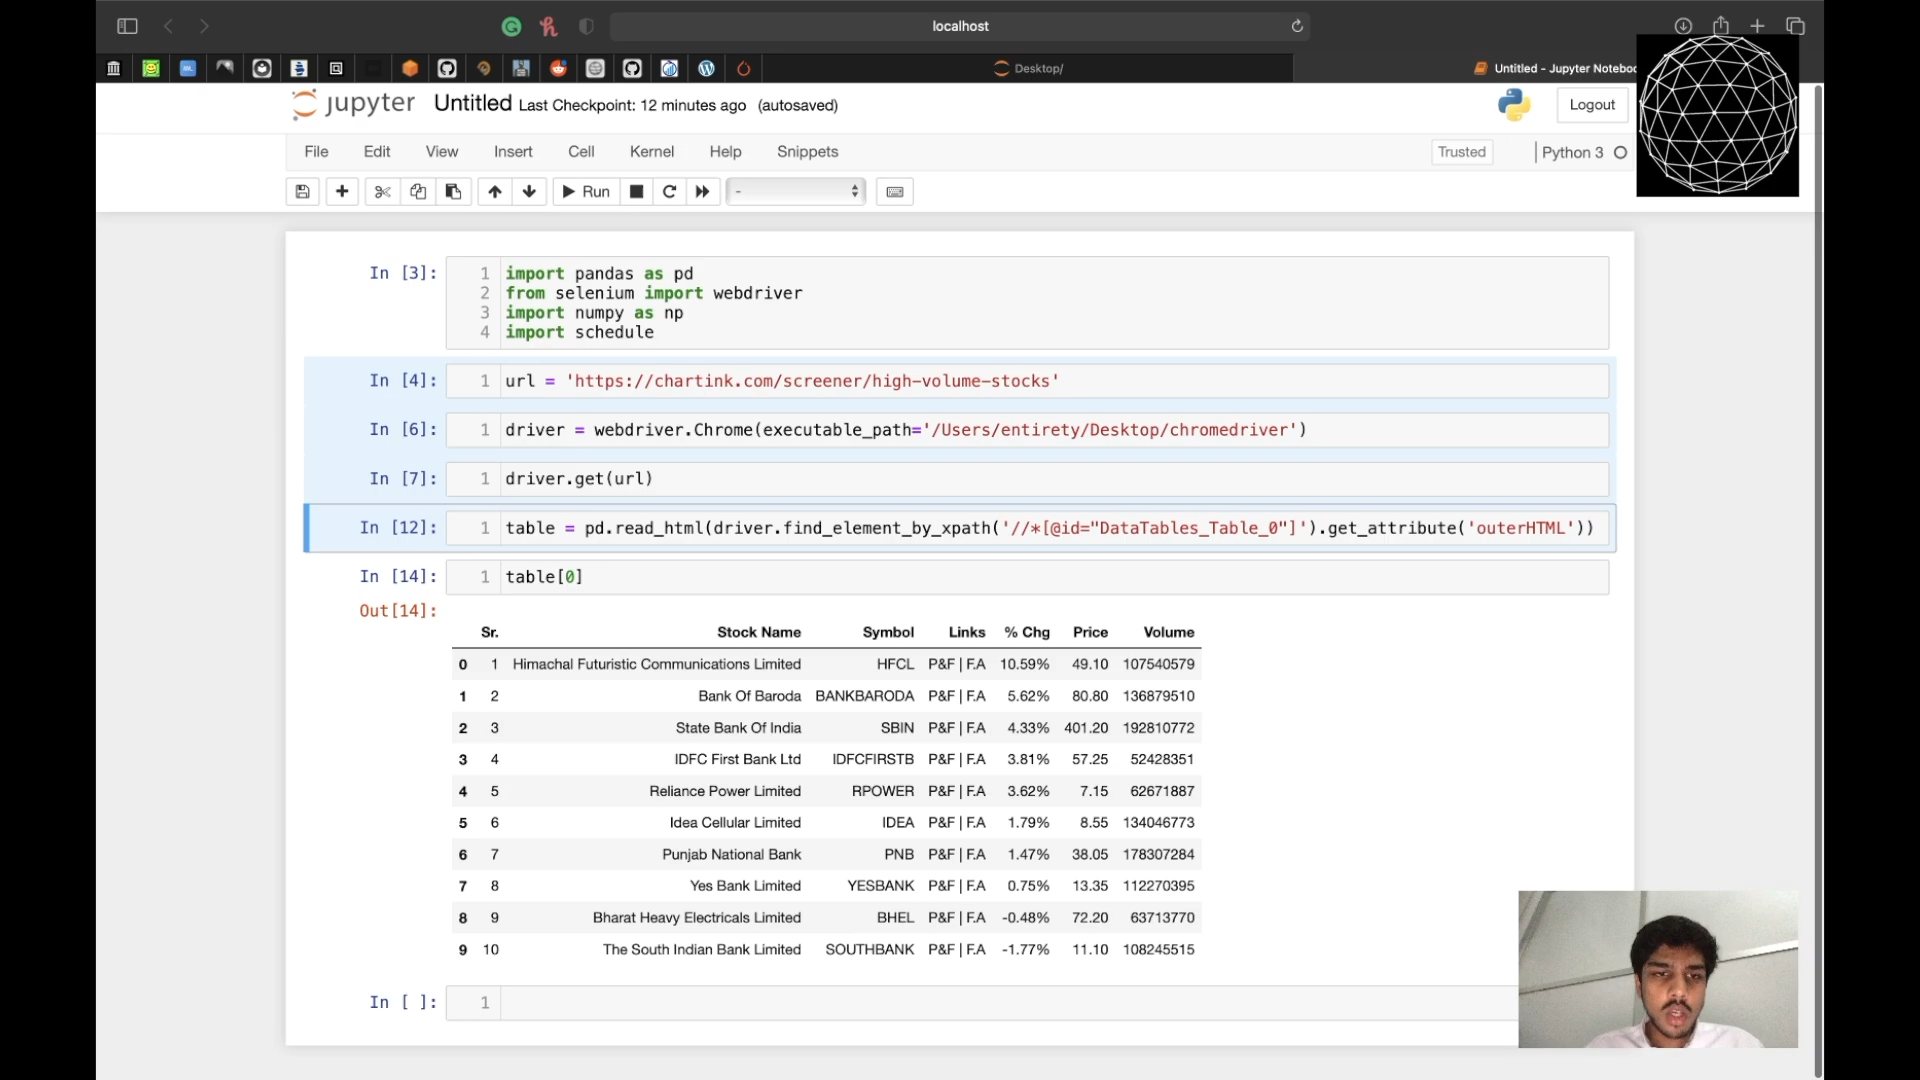 localhost
Desktop/
Untitled - Jupyter Noteboo
jupyter Untitled Last Checkpoint: 12 minutes ago (autosaved)
Logout
File Edit View Insert Cell Kernel Help Snippets
Trusted
Python 3
Run
-
In [3]:
1 import pandas as pd
2 from selenium import webdriver
3 import numpy as np
4 import schedule
In [4]: 1 url = 'https://chartink.com/screener/high-volume-stocks'
In [6]: 1 driver = webdriver.Chrome(executable_path='/Users/entirety/Desktop/chromedriver')
In [7]: 1 driver.get(url)
In [12]: 1 table = pd.read_html(driver.find_element_by_xpath('//*[@id="DataTables_Table_0"]').get_attribute('outerHTML'))
In [14]: 1 table[0]
Out[14]:
Sr. Stock Name Symbol Links % Chg Price Volume
0 1 Himachal Futuristic Communications Limited HFCL P&F | F.A 10.59% 49.10 107540579
1 2 Bank Of Baroda BANKBARODA P&F | F.A 5.62% 80.80 136879510
2 3 State Bank Of India SBIN P&F | F.A 4.33% 401.20 192810772
3 4 IDFC First Bank Ltd IDFCFIRSTB P&F | F.A 3.81% 57.25 52428351
4 5 Reliance Power Limited RPOWER P&F | F.A 3.62% 7.15 62671887
5 6 Idea Cellular Limited IDEA P&F | F.A 1.79% 8.55 134046773
6 7 Punjab National Bank PNB P&F | F.A 1.47% 38.05 178307284
7 8 Yes Bank Limited YESBANK P&F | F.A 0.75% 13.35 112270395
8 9 Bharat Heavy Electricals Limited BHEL P&F | F.A -0.48% 72.20 63713770
9 10 The South Indian Bank Limited SOUTHBANK P&F | F.A -1.77% 11.10 108245515
In [ ]: 1